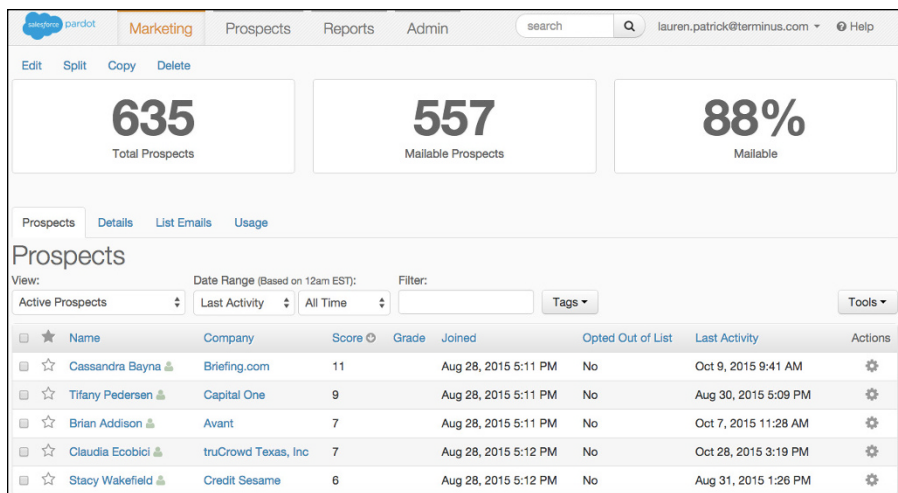 salesforce pardot Marketing Prospects Reports Admin search lauren.patrick@terminus.com Help
Edit Split Copy Delete
635 557 88%
Total Prospects Mailable Prospects Mailable
Prospects Details List Emails Usage
Prospects
View: Date Range (Based on 12am EST): Filter:
Active Prospects Last Activity All Time Tags Tools
Name Company Score Grade Joined Opted Out of List Last Activity Actions
Cassandra Bayna Briefing.com 11 Aug 28, 2015 5:11 PM No Oct 9, 2015 9:41 AM
Tifany Pedersen Capital One 9 Aug 28, 2015 5:11 PM No Aug 30, 2015 5:09 PM
Brian Addison Avant 7 Aug 28, 2015 5:11 PM No Oct 7, 2015 11:28 AM
Claudia Ecobici truCrowd Texas, Inc 7 Aug 28, 2015 5:12 PM No Oct 28, 2015 3:19 PM
Stacy Wakefield Credit Sesame 6 Aug 28, 2015 5:12 PM No Aug 31, 2015 1:26 PM